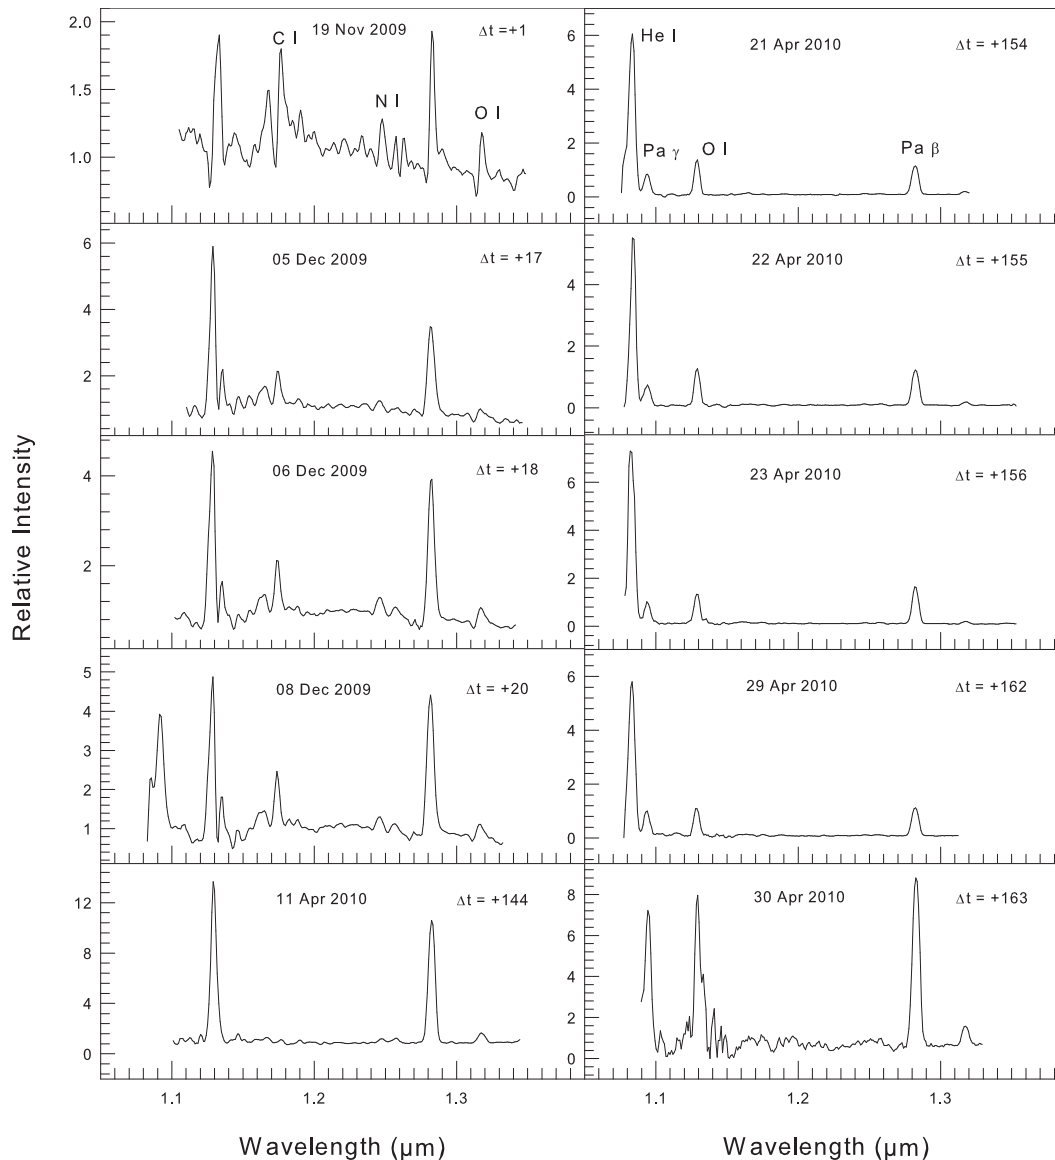 19 Nov 2009
Δt =+1
C I
N I
O I
2.0
1.0
05 Dec 2009
Δt = +17
6
4
2
06 Dec 2009
Δt = +18
4
2
08 Dec 2009
Δt = +20
5
4
3
2
1
11 Apr 2010
Δt = +144
12
8
4
0
1.1
1.2
1.3
Wavelength (μm)
Relative Intensity
He I
21 Apr 2010
Δt = +154
Pa γ
O I
Pa β
6
4
2
0
22 Apr 2010
Δt = +155
4
2
0
23 Apr 2010
Δt = +156
6
4
2
0
29 Apr 2010
Δt = +162
6
4
2
0
30 Apr 2010
Δt = +163
8
6
4
2
0
1.1
1.2
1.3
Wavelength (μm)